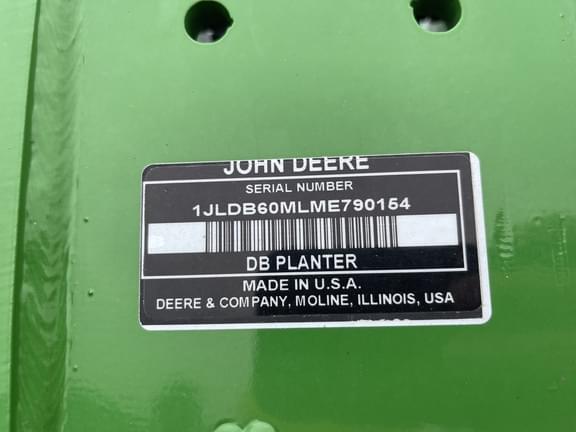 JOHN DEERE
SERIAL NUMBER
1JLDB60MLME790154
DB PLANTER
MADE IN U.S.A.
DEERE & COMPANY, MOLINE, ILLINOIS, USA